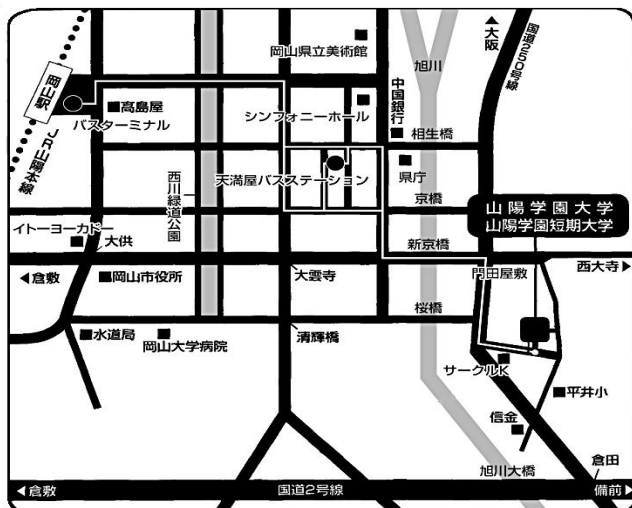 岡山県立美術館
▲大阪
国道250号線
旭川
岡山駅
JR山陽本線
高島屋
バスターミナル
シンフォニーホール
中国銀行
相生橋
天満屋バスステーション
県庁
西川緑道公園
京橋
山陽学園大学
山陽学園短期大学
イトーヨーカドー
大供
新京橋
◀倉敷
岡山市役所
大雲寺
門田屋敷
西大寺▶
桜橋
水道局
岡山大学病院
清輝橋
サークルK
平井小
信金
旭川大橋
倉田
◀倉敷
国道2号線
備前▶